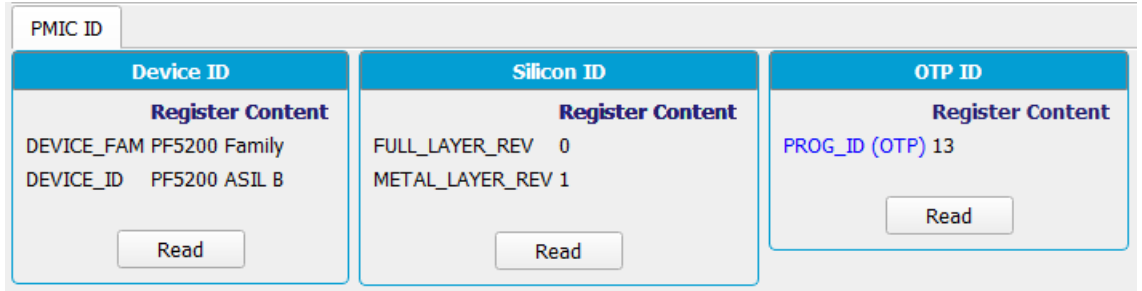 PMIC ID
Device ID
Register Content
DEVICE_FAM PF5200 Family
DEVICE_ID PF5200 ASIL B
Read
Silicon ID
Register Content
FULL_LAYER_REV 0
METAL_LAYER_REV 1
Read
OTP ID
Register Content
PROG_ID (OTP) 13
Read